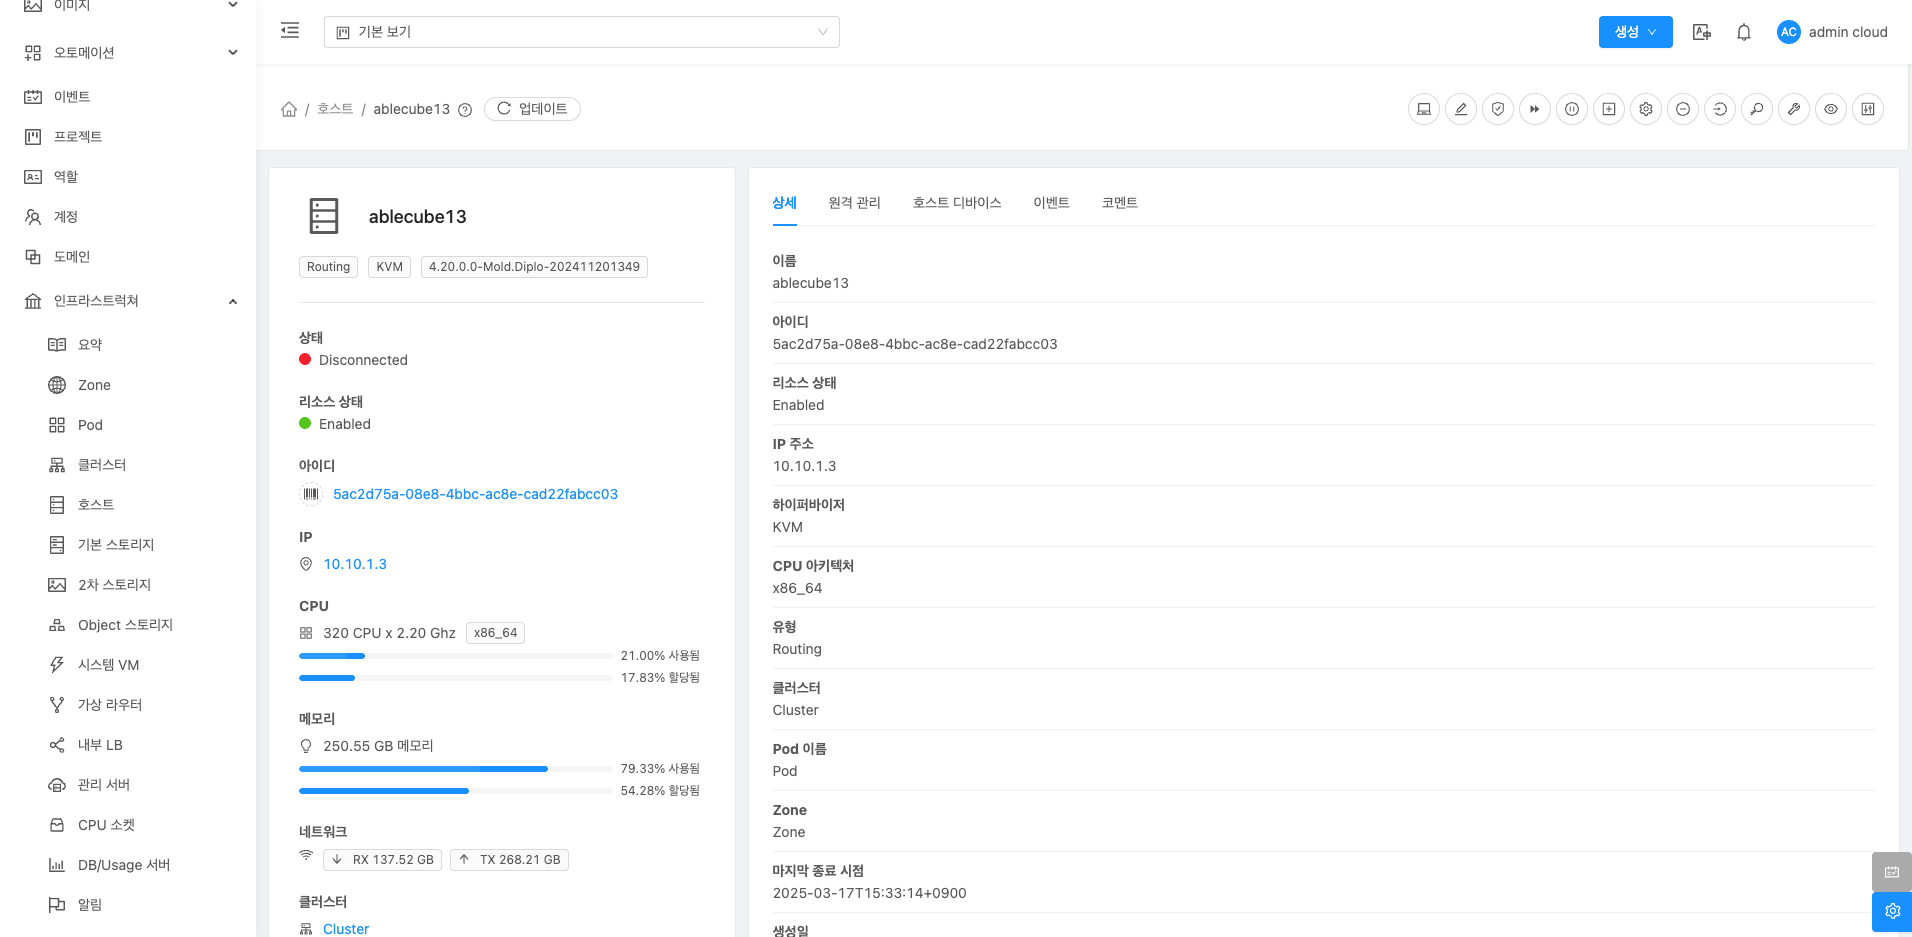 이미지
오토메이션
이벤트
프로젝트
역할
계정
도메인
인프라스트럭쳐
요약
Zone
Pod
클러스터
호스트
기본 스토리지
2차 스토리지
Object 스토리지
시스템 VM
가상 라우터
내부 LB
관리 서버
CPU 소켓
DB/Usage 서버
알림
기본 보기
생성
AC admin cloud
/ 호스트 / ablecube13 업데이트
ablecube13
Routing KVM 4.20.0.0-Mold.Diplo-202411201349
상태
Disconnected
리소스 상태
Enabled
아이디
5ac2d75a-08e8-4bbc-ac8e-cad22fabcc03
IP
10.10.1.3
CPU
320 CPU x 2.20 Ghz x86_64
21.00% 사용됨
17.83% 할당됨
메모리
250.55 GB 메모리
79.33% 사용됨
54.28% 할당됨
네트워크
RX 137.52 GB TX 268.21 GB
클러스터
Cluster
상세 원격 관리 호스트 디바이스 이벤트 코멘트
이름
ablecube13
아이디
5ac2d75a-08e8-4bbc-ac8e-cad22fabcc03
리소스 상태
Enabled
IP 주소
10.10.1.3
하이퍼바이저
KVM
CPU 아키텍처
x86_64
유형
Routing
클러스터
Cluster
Pod 이름
Pod
Zone
Zone
마지막 종료 시점
2025-03-17T15:33:14+0900
생성일